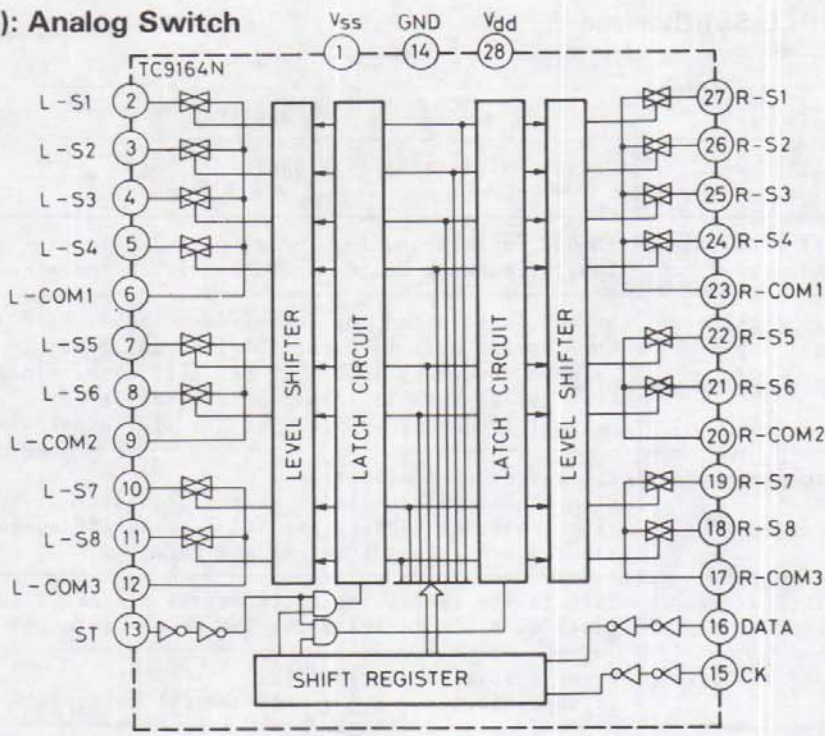 ): Analog Switch
Vss
GND
Vdd
1
14
28
TC9164N
L-S1
2
27
R-S1
L-S2
3
26
R-S2
L-S3
4
25
R-S3
L-S4
5
24
R-S4
L-COM1
6
23
R-COM1
L-S5
7
22
R-S5
L-S6
8
21
R-S6
L-COM2
9
20
R-COM2
L-S7
10
19
R-S7
L-S8
11
18
R-S8
L-COM3
12
17
R-COM3
ST
13
16
DATA
15
CK
LEVEL SHIFTER
LATCH CIRCUIT
LATCH CIRCUIT
LEVEL SHIFTER
SHIFT REGISTER